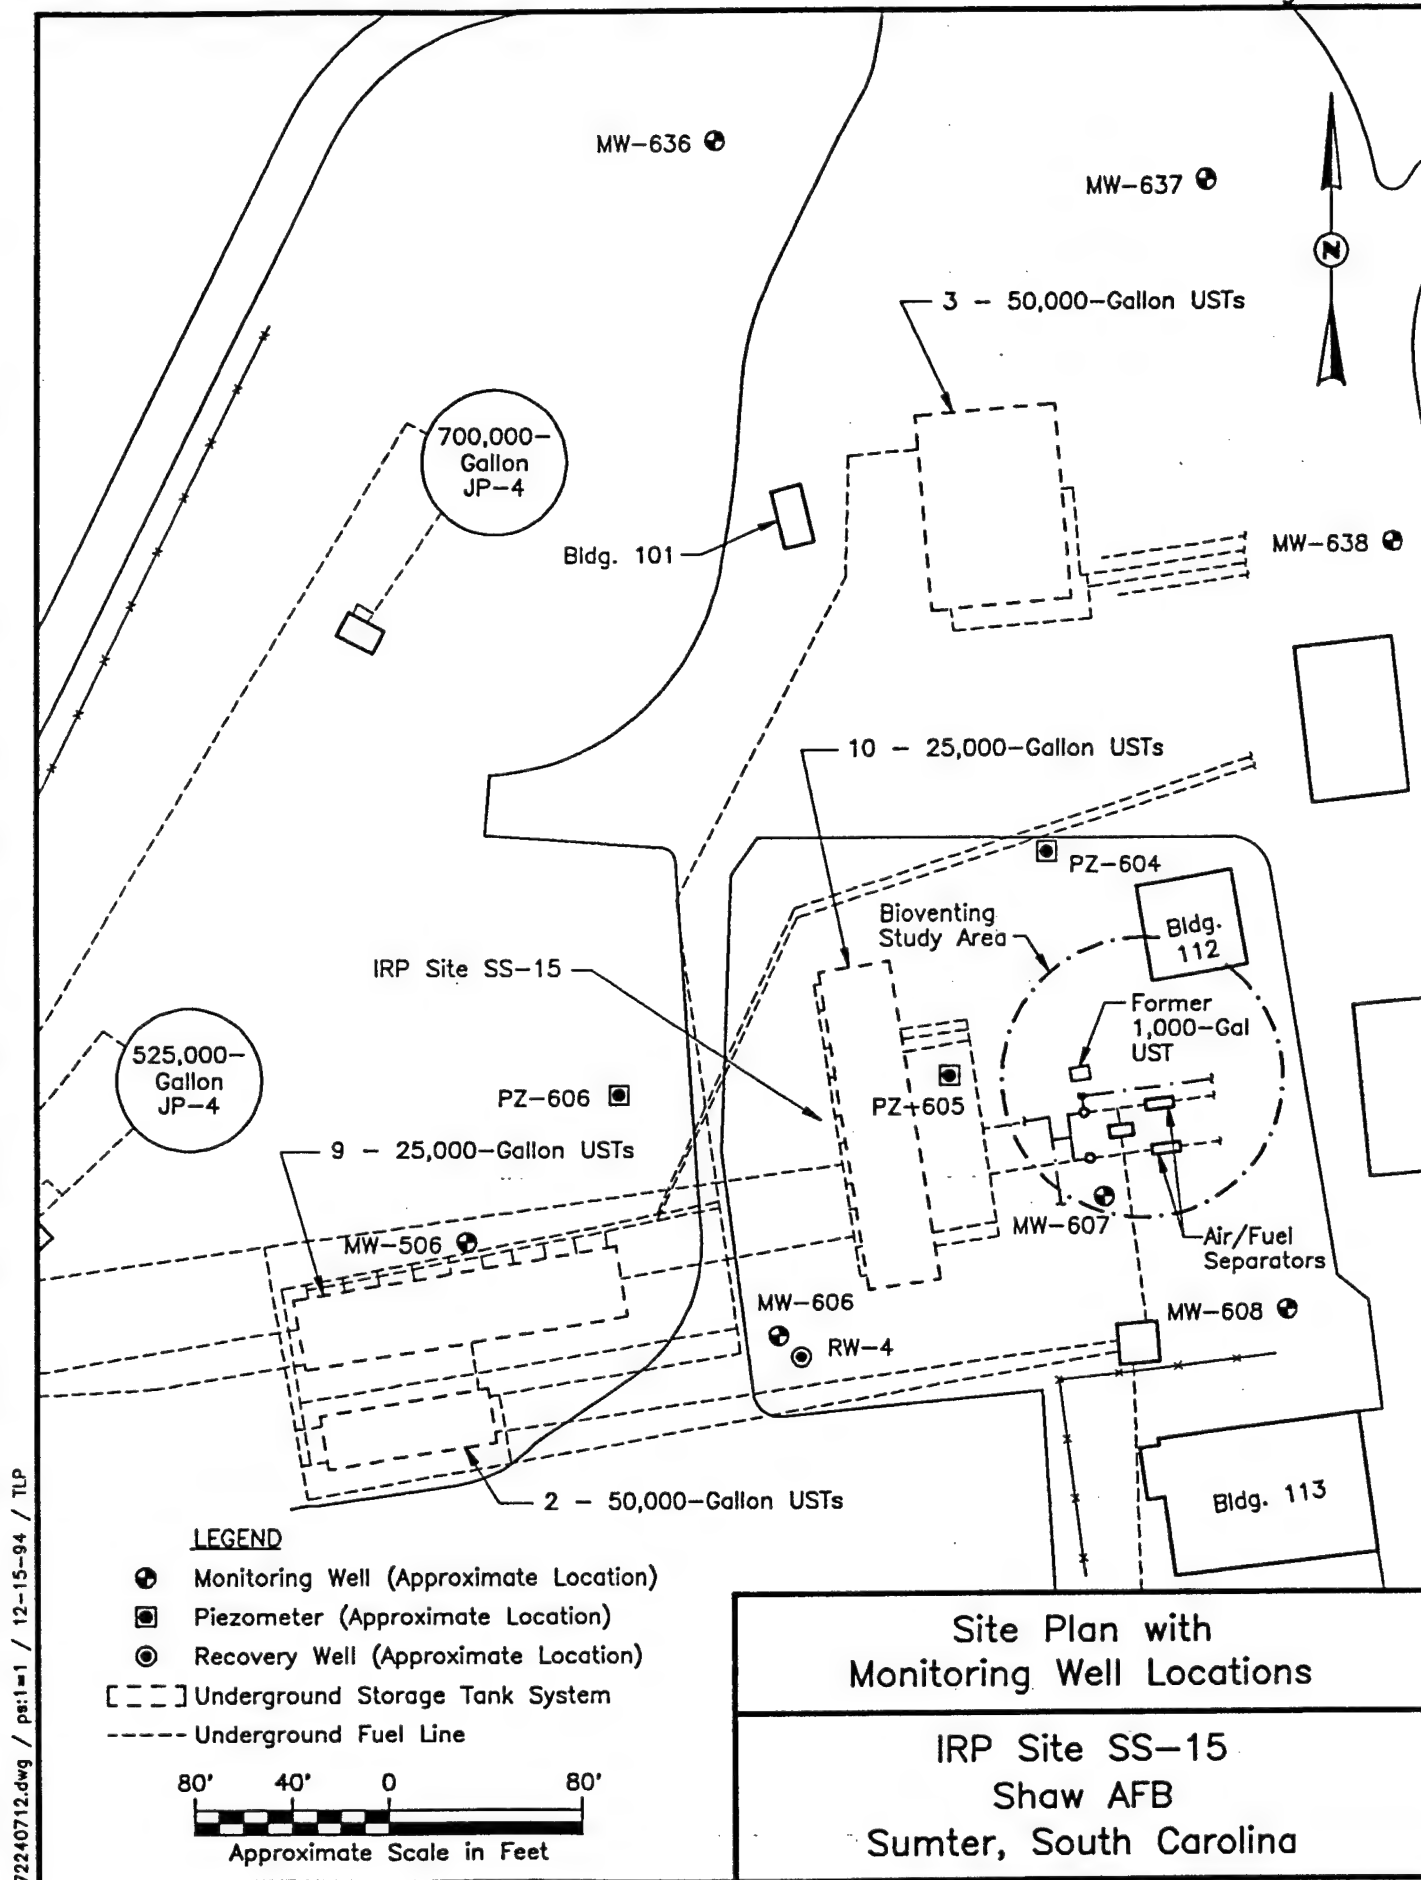 MW-636
MW-637
N
3 - 50,000-Gallon USTs
700,000-
Gallon
JP-4
Bldg. 101
MW-638
10 - 25,000-Gallon USTs
PZ-604
Bioventing
Study Area
Bldg.
112
IRP Site SS-15
Former
1,000-Gal
UST
525,000-
Gallon
JP-4
PZ-606
PZ-605
9 - 25,000-Gallon USTs
MW-506
MW-607
Air/Fuel
Separators
MW-606
MW-608
RW-4
2 - 50,000-Gallon USTs
Bldg. 113
LEGEND
Monitoring Well (Approximate Location)
Piezometer (Approximate Location)
Recovery Well (Approximate Location)
Underground Storage Tank System
Underground Fuel Line
80' 40' 0 80'
Approximate Scale in Feet
Site Plan with
Monitoring Well Locations
IRP Site SS-15
Shaw AFB
Sumter, South Carolina
72240712.dwg / ps:1=1 / 12-15-94 / TLP